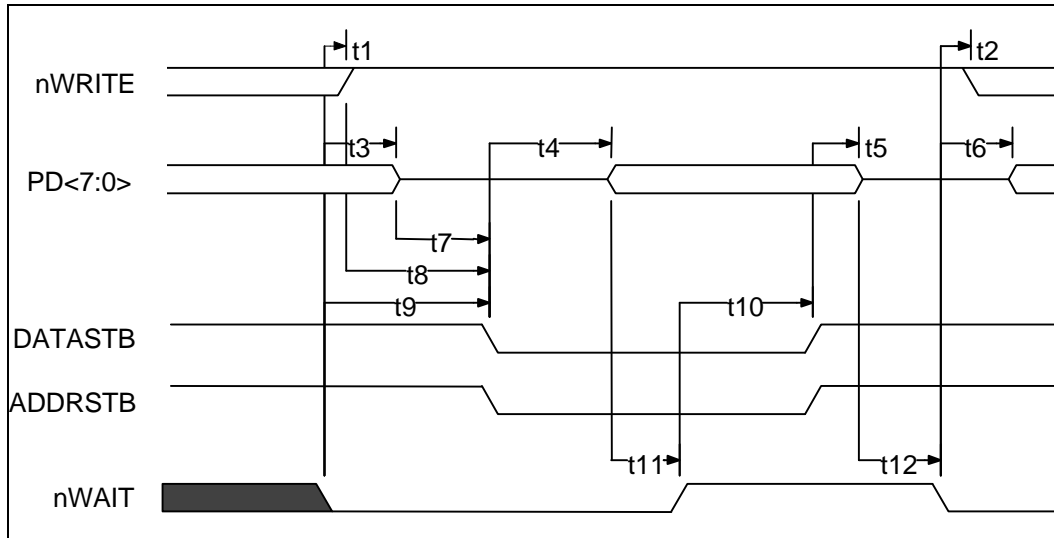 t1
t2
nWRITE
t3
t4
t5
t6
PD<7:0>
t7
t8
t9
t10
DATASTB
ADDRSTB
t11
t12
nWAIT